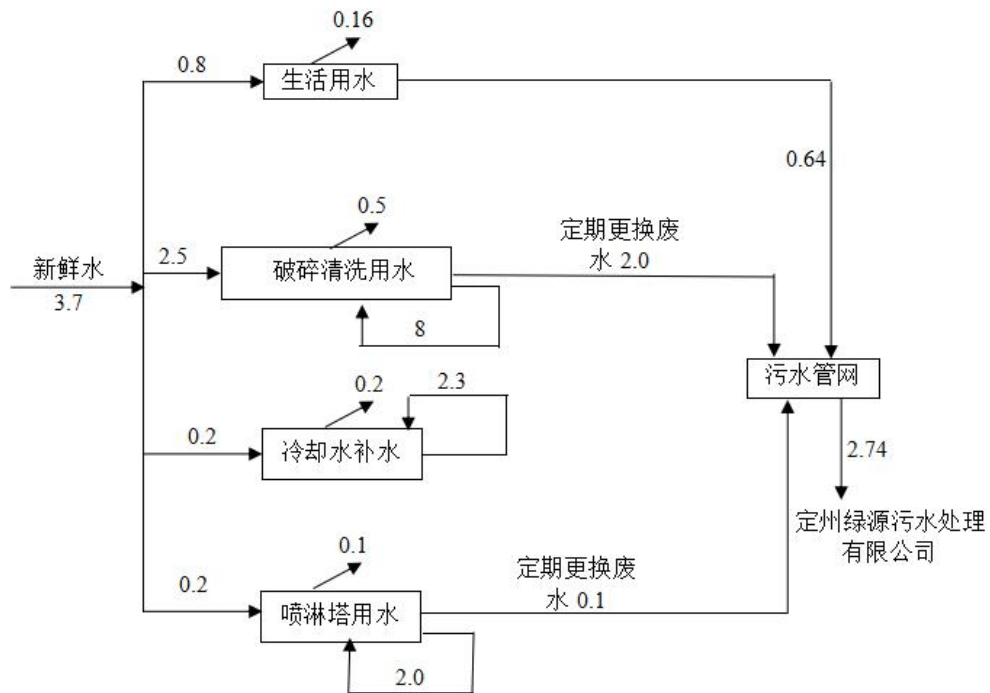 0.16
0.8
生活用水
0.64
0.5
定期更换废
水 2.0
新鲜水
3.7
2.5
破碎清洗用水
8
污水管网
0.2
2.3
0.2
冷却水补水
2.74
定州绿源污水处理
有限公司
0.1
定期更换废
水 0.1
0.2
喷淋塔用水
2.0